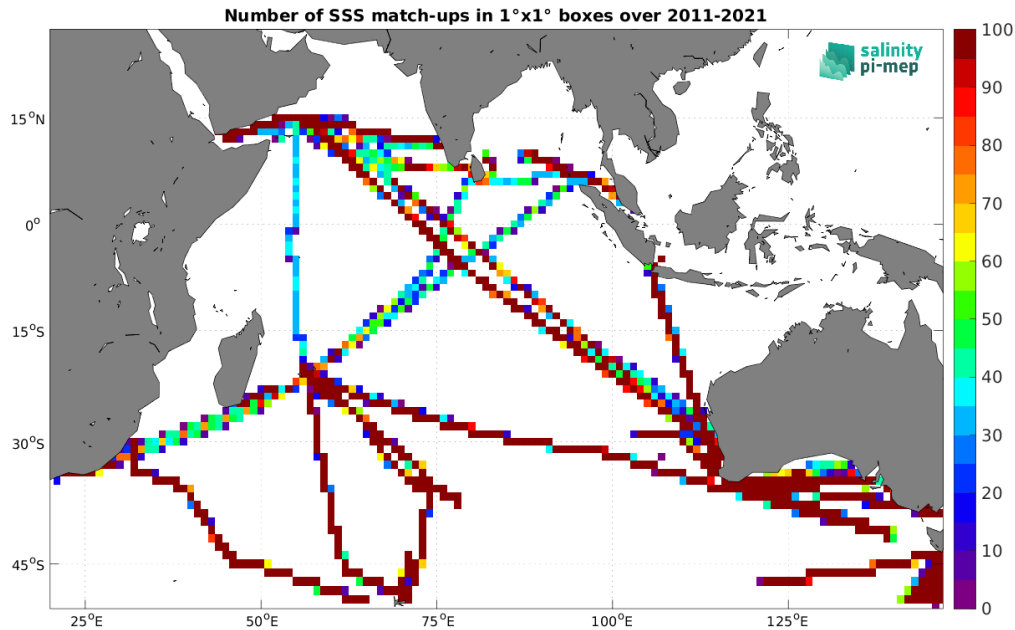 Number of SSS match-ups in 1°x1° boxes over 2011-2021
salinity
pi-mep
100
90
80
70
60
50
40
30
20
10
0
15°N
0°
15°S
30°S
45°S
25°E
50°E
75°E
100°E
125°E